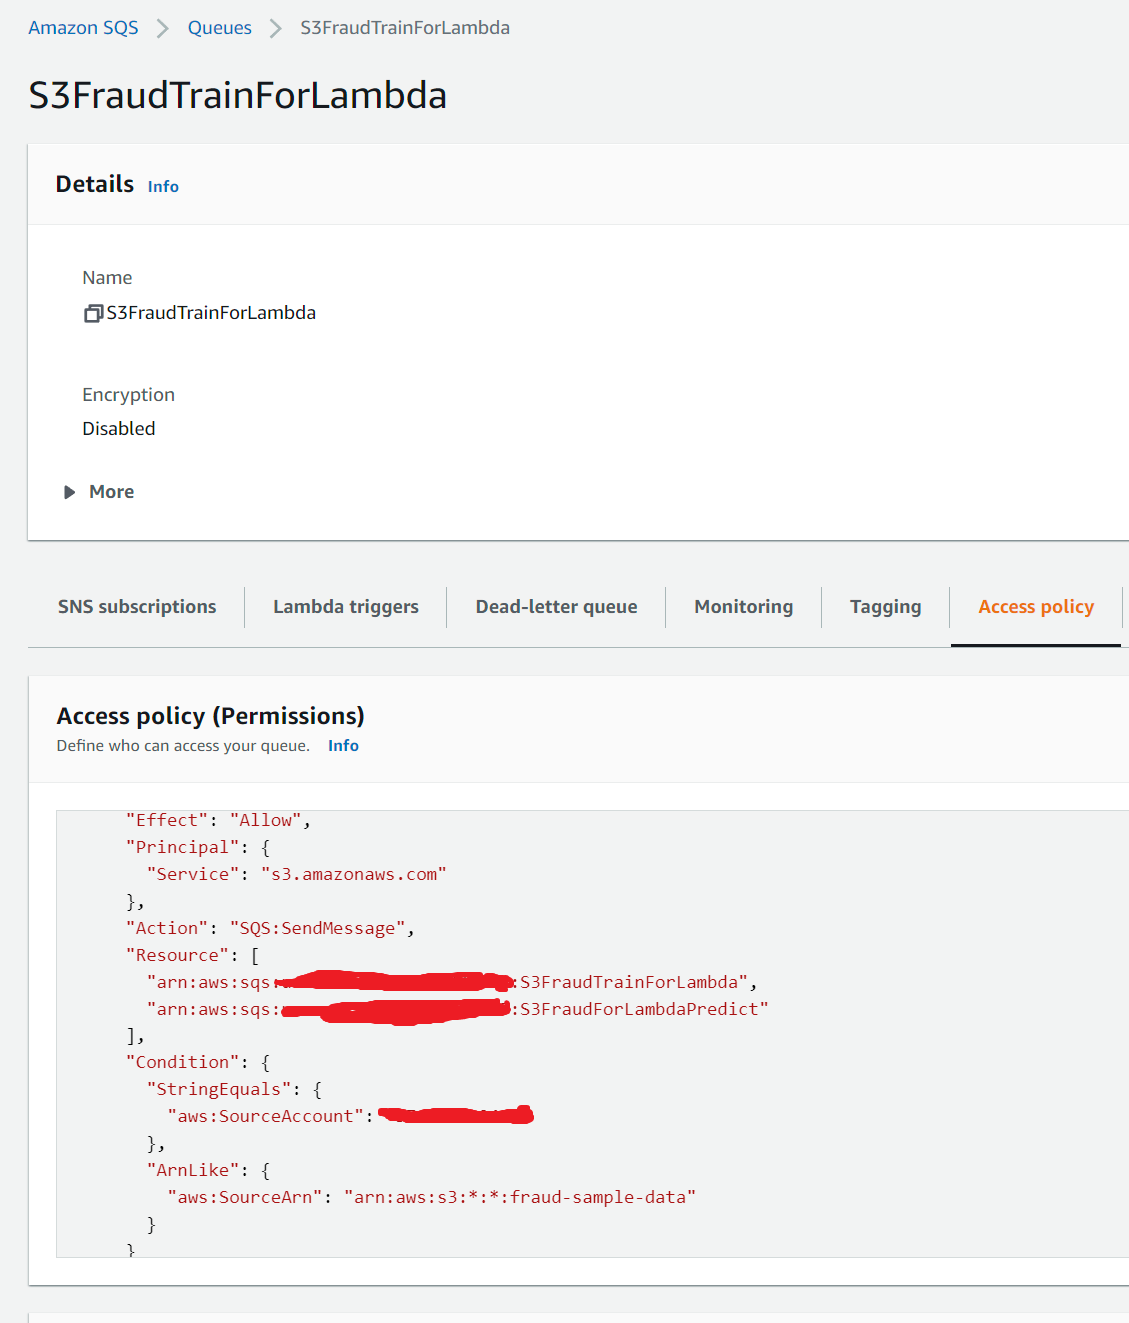 Amazon SQS > Queues > S3FraudTrainForLambda
S3FraudTrainForLambda
Details Info
Name
S3FraudTrainForLambda
Encryption
Disabled
More
SNS subscriptions Lambda triggers Dead-letter queue Monitoring Tagging Access policy
Access policy (Permissions)
Define who can access your queue. Info
"Effect": "Allow",
"Principal": {
"Service": "s3.amazonaws.com"
},
"Action": "SQS:SendMessage",
"Resource": [
"arn:aws:sqs: :S3FraudTrainForLambda",
"arn:aws:sqs: :S3FraudForLambdaPredict"
],
"Condition": {
"StringEquals": {
"aws:SourceAccount":
},
"ArnLike": {
"aws:SourceArn": "arn:aws:s3:*:*:fraud-sample-data"
}
}